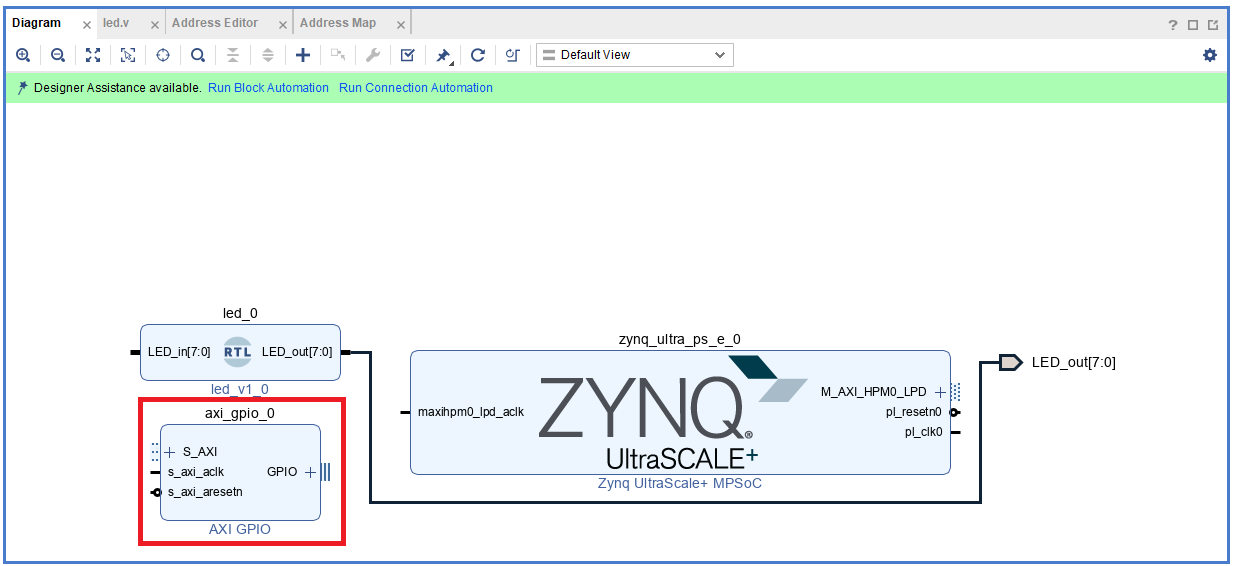 Diagram
led.v
Address Editor
Address Map
?
Default View
Designer Assistance available. Run Block Automation Run Connection Automation
led_0
LED_in[7:0] RTL LED_out[7:0]
led_v1_0
axi_gpio_0
S_AXI
s_axi_aclk
s_axi_aresetn
GPIO
AXI GPIO
zynq_ultra_ps_e_0
maxihpm0_lpd_aclk
ZYNQ®
UltraSCALE+
M_AXI_HPM0_LPD
pl_resetn0
pl_clk0
Zynq UltraScale+ MPSoC
LED_out[7:0]